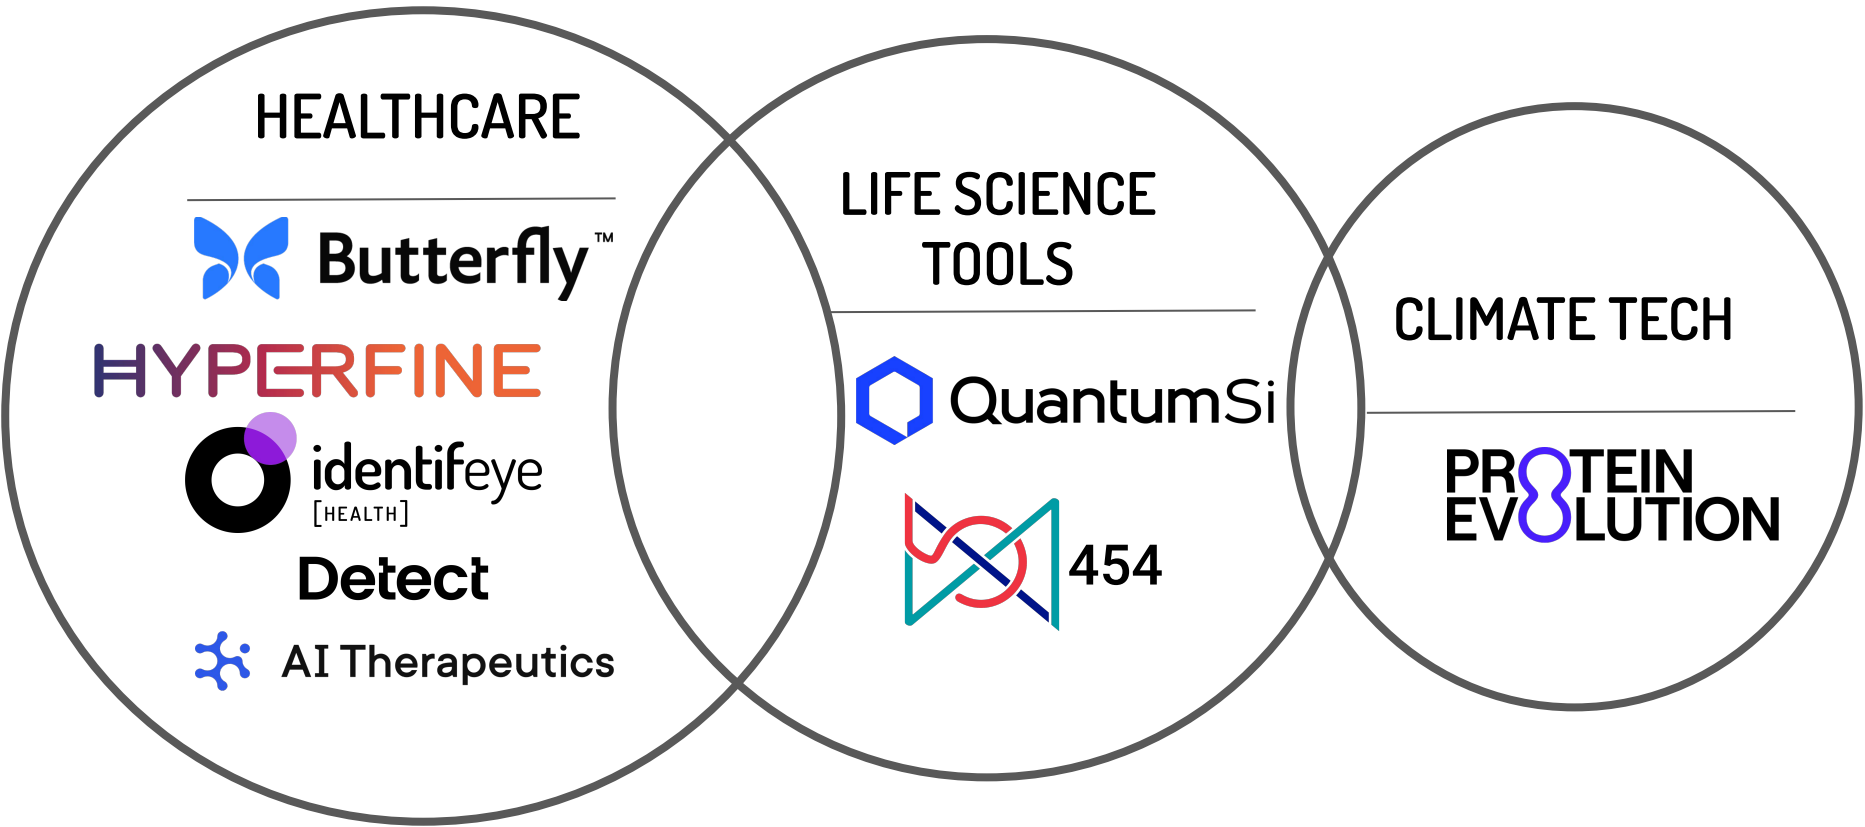 HEALTHCARE
Butterfly™
HYPERFINE
identifeye
[HEALTH]
Detect
AI Therapeutics
LIFE SCIENCE
TOOLS
QuantumSi
454
CLIMATE TECH
PROTEIN
EVOLUTION